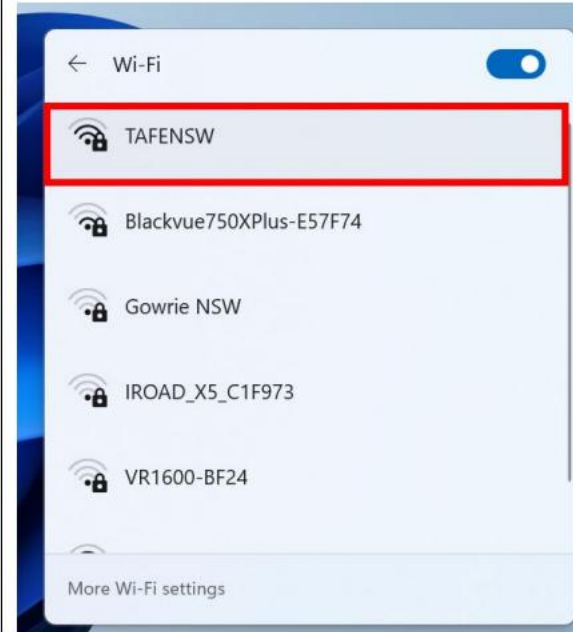 Wi-Fi
TAFENSW
Blackvue750XPlus-E57F74
Gowrie NSW
IROAD_X5_C1F973
VR1600-BF24
More Wi-Fi settings